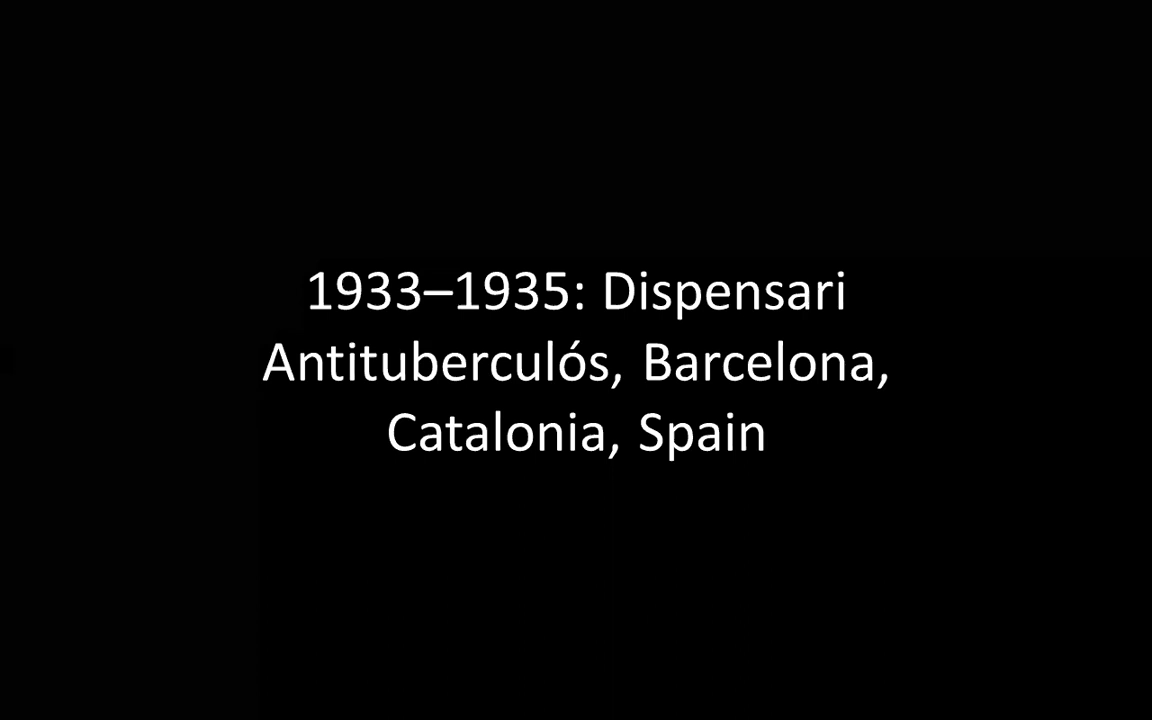 1933–1935: Dispensari
Antituberculós, Barcelona,
Catalonia, Spain